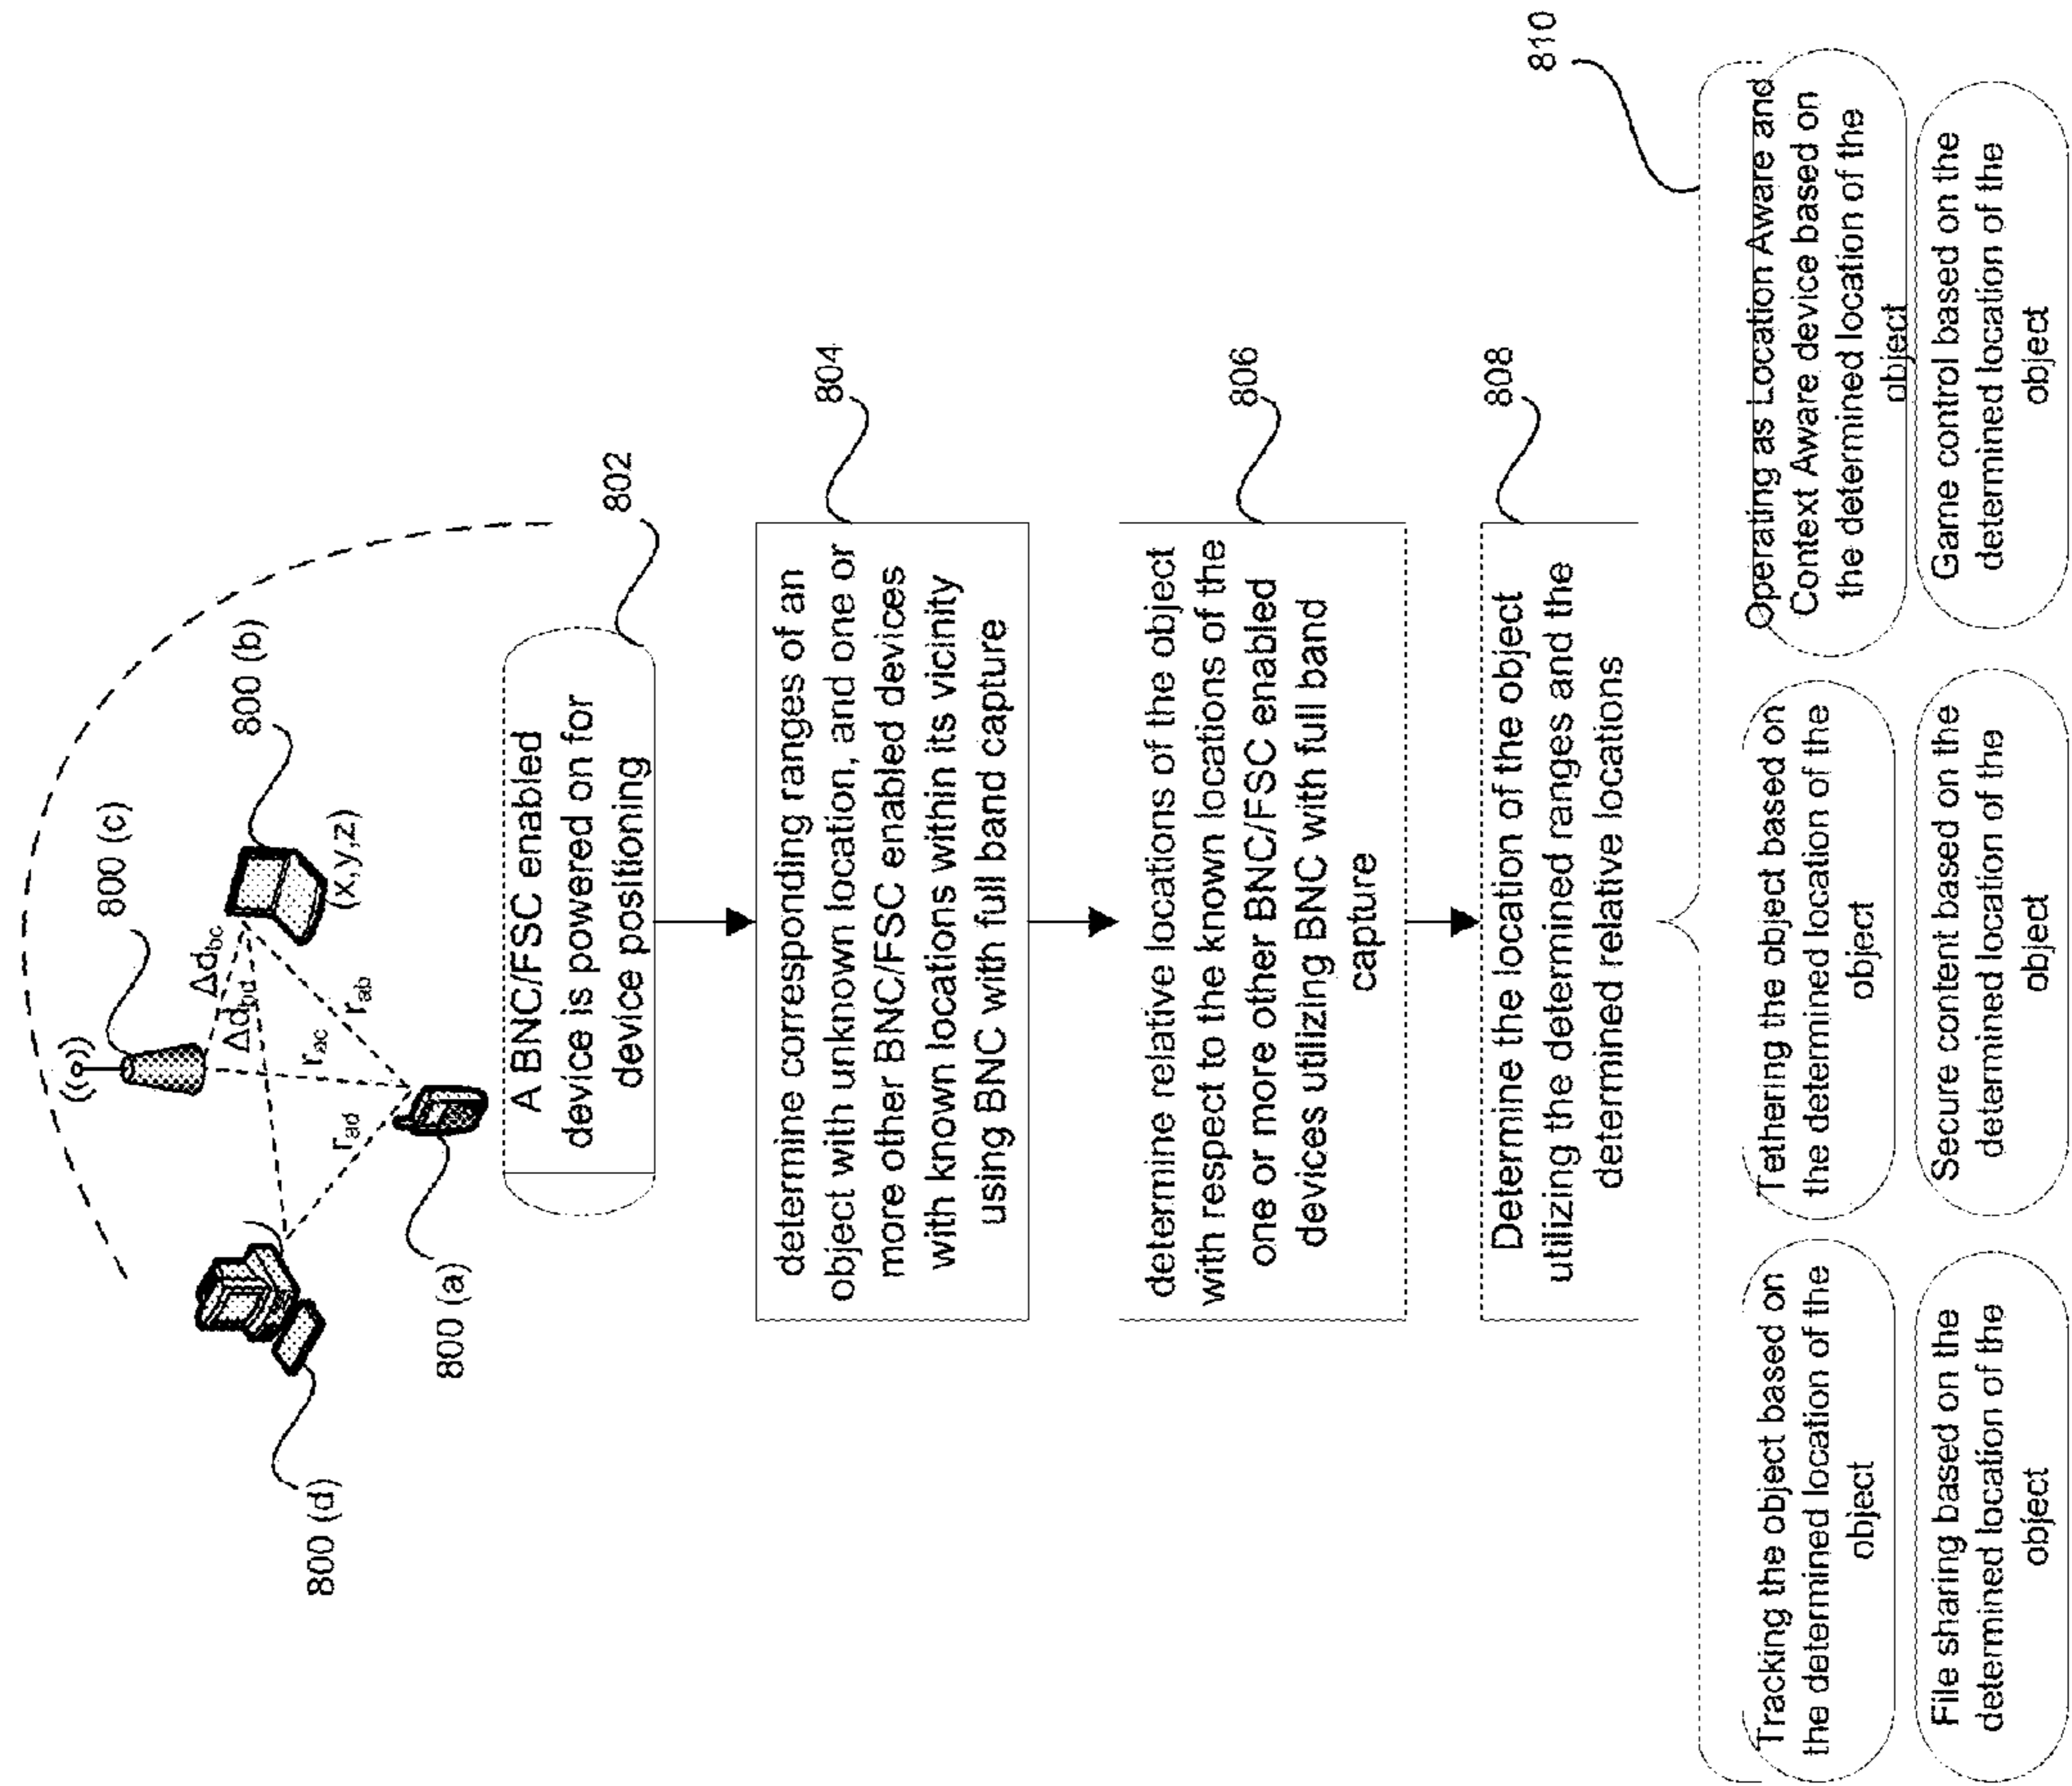 800 (c)
800 (b)
Δd_bc
Δd_bd
(x,y,z)
r_ac
r_ab
r_ad
800 (d)
800 (a)
802
A BNC/FSC enabled
device is powered on for
device positioning
804
determine corresponding ranges of an
object with unknown location, and one or
more other BNC/FSC enabled devices
with known locations within its vicinity
using BNC with full band capture
806
determine relative locations of the object
with respect to the known locations of the
one or more other BNC/FSC enabled
devices utilizing BNC with full band
capture
808
Determine the location of the object
utilizing the determined ranges and the
determined relative locations
810
Tracking the object based on
the determined location of the
object
Tethering the object based on
the determined location of the
object
Operating as Location Aware and
Context Aware device based on
the determined location of the
object
File sharing based on the
determined location of the
object
Secure content based on the
determined location of the
object
Game control based on the
determined location of the
object